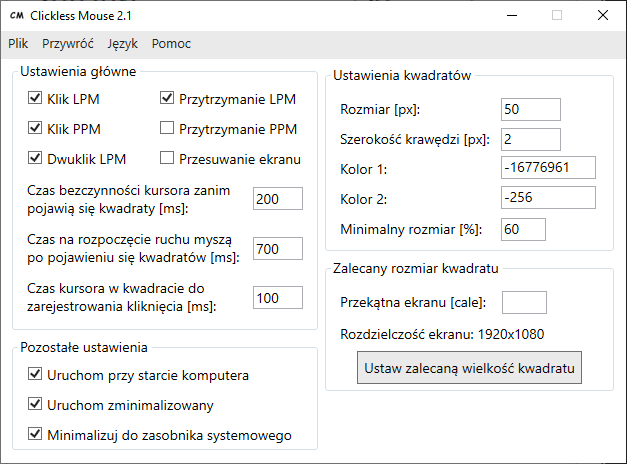 CM Clickless Mouse 2.1
Plik Przywróć Język Pomoc
Ustawienia główne
Klik LPM
Przytrzymanie LPM
Klik PPM
Przytrzymanie PPM
Dwuklik LPM
Przesuwanie ekranu
Czas bezczynności kursora zanim
pojawią się kwadraty [ms]:
200
Czas na rozpoczęcie ruchu myszą
po pojawieniu się kwadratów [ms]:
700
Czas kursora w kwadracie do
zarejestrowania kliknięcia [ms]:
100
Pozostałe ustawienia
Uruchom przy starcie komputera
Uruchom zminimalizowany
Minimalizuj do zasobnika systemowego
Ustawienia kwadratów
Rozmiar [px]: 50
Szerokość krawędzi [px]: 2
Kolor 1: -16776961
Kolor 2: -256
Minimalny rozmiar [%]: 60
Zalecany rozmiar kwadratu
Przekątna ekranu [cale]:
Rozdzielczość ekranu: 1920x1080
Ustaw zalecaną wielkość kwadratu